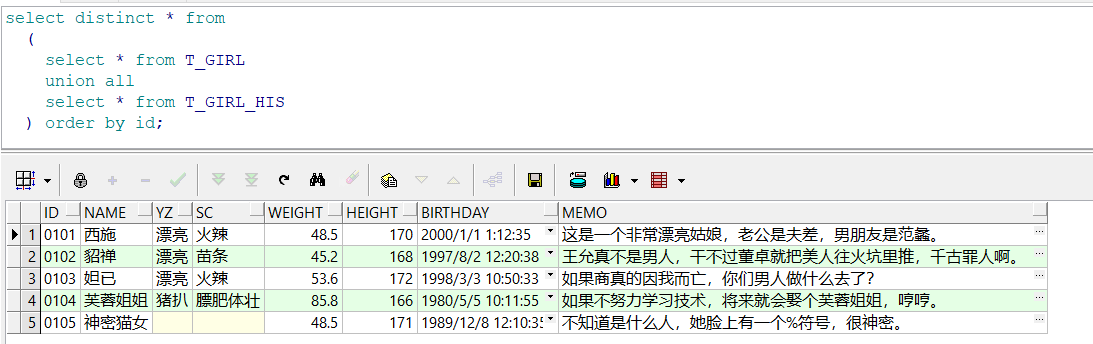 select distinct * from
(
select * from T_GIRL
union all
select * from T_GIRL_HIS
) order by id;
ID NAME YZ SC WEIGHT HEIGHT BIRTHDAY MEMO
1 0101 西施 漂亮 火辣 48.5 170 2000/1/1 1:12:35 这是一个非常漂亮姑娘，老公是夫差，男朋友是范蠡。
2 0102 貂禅 漂亮 苗条 45.2 168 1997/8/2 12:20:38 王允真不是男人，干不过董卓就把美人往火坑里推，千古罪人啊。
3 0103 妲已 漂亮 火辣 53.6 172 1998/3/3 10:50:33 如果商真的因我而亡，你们男人做什么去了？
4 0104 芙蓉姐姐 猪扒 膘肥体壮 85.8 166 1980/5/5 10:11:55 如果不努力学习技术，将来就会娶个芙蓉姐姐，哼哼。
5 0105 神密猫女 48.5 171 1989/12/8 12:10:35 不知道是什么人，她脸上有一个%符号，很神密。